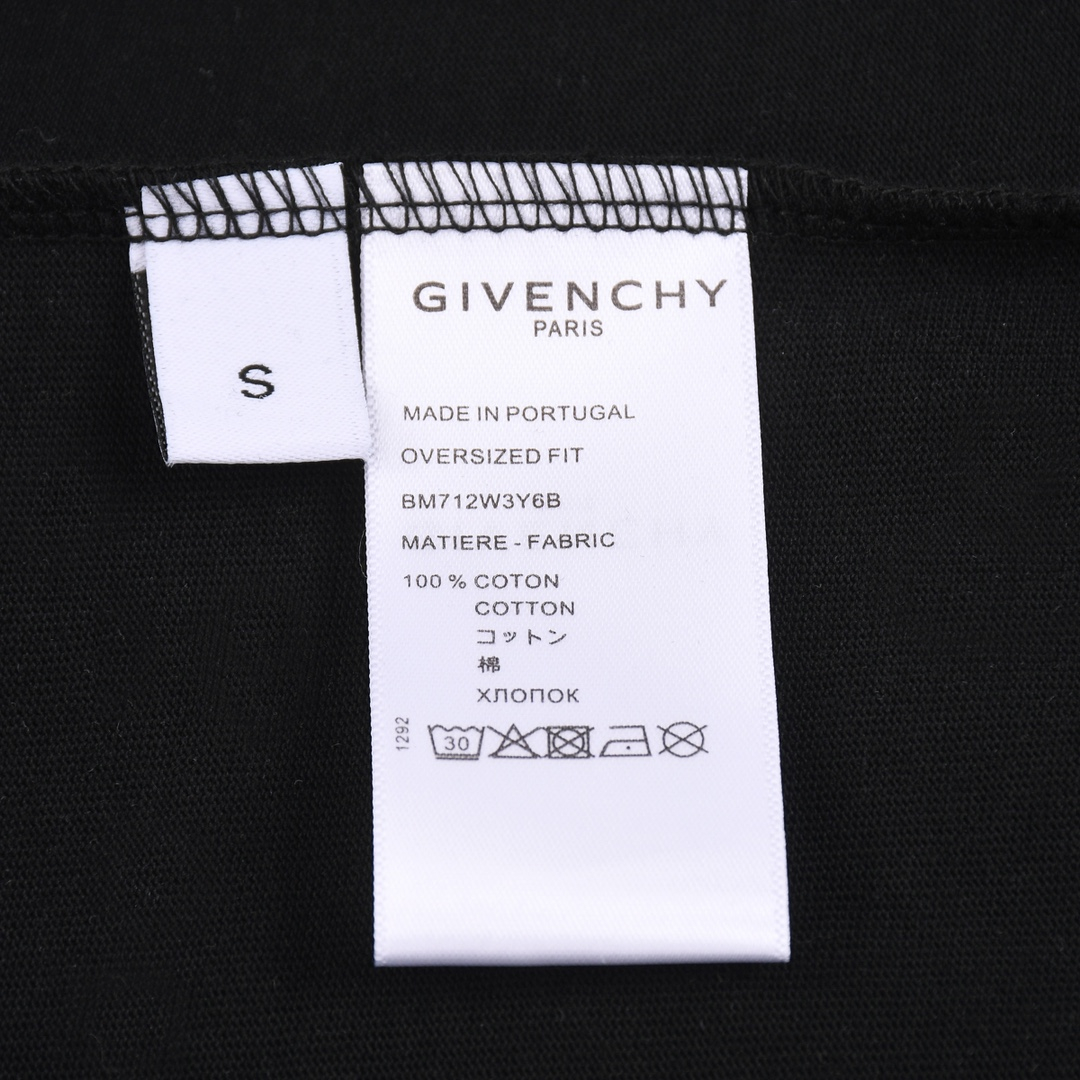 S
GIVENCHY
PARIS
MADE IN PORTUGAL
OVERSIZED FIT
BM712W3Y6B
MATIERE - FABRIC
100 % COTON
COTTON
コットン
棉
ХЛОПОК
1292
30